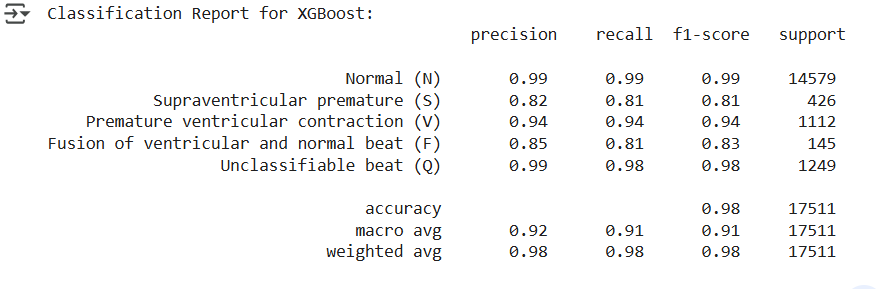 Classification Report for XGBoost:
precision recall f1-score support
Normal (N) 0.99 0.99 0.99 14579
Supraventricular premature (S) 0.82 0.81 0.81 426
Premature ventricular contraction (V) 0.94 0.94 0.94 1112
Fusion of ventricular and normal beat (F) 0.85 0.81 0.83 145
Unclassifiable beat (Q) 0.99 0.98 0.98 1249
accuracy 0.98 17511
macro avg 0.92 0.91 0.91 17511
weighted avg 0.98 0.98 0.98 17511